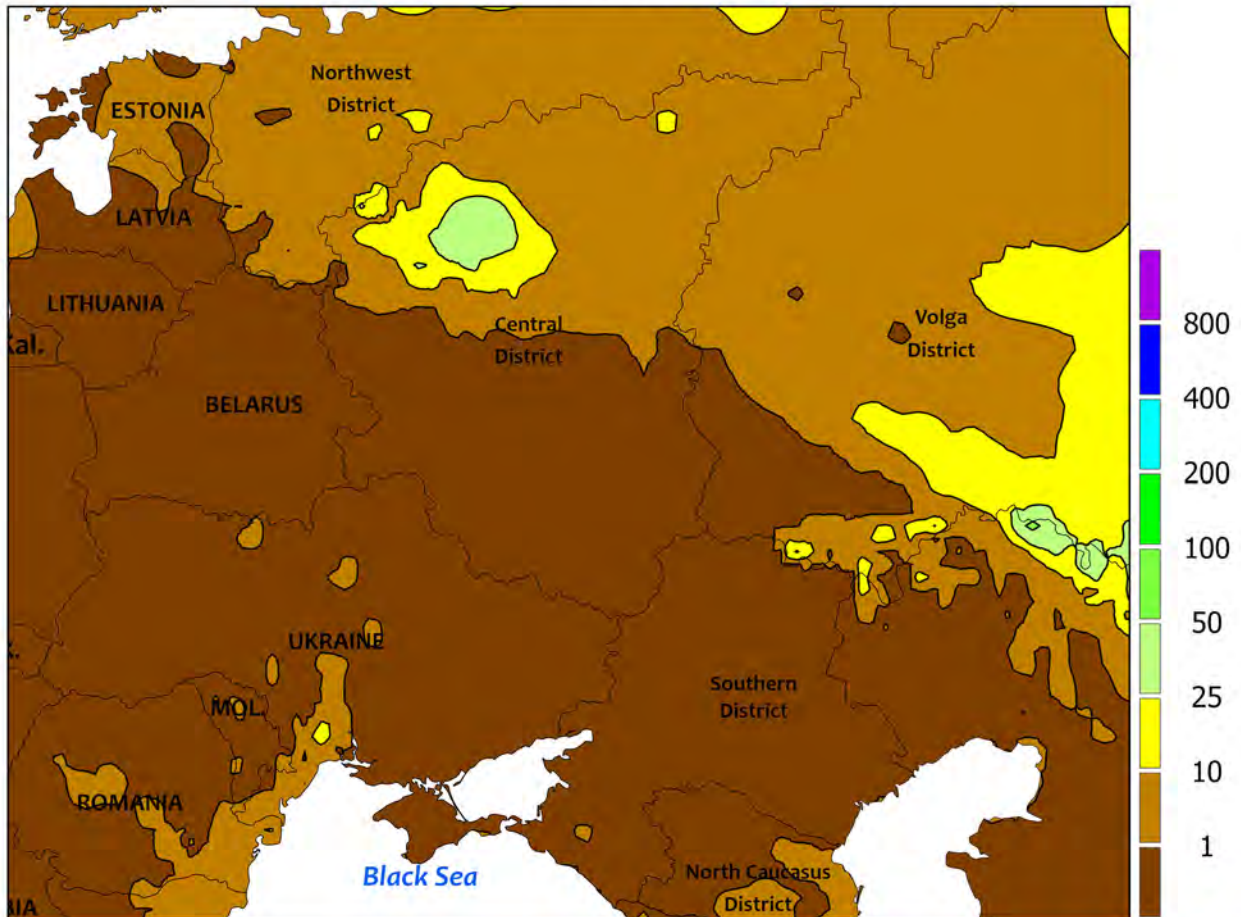 Northwest
District
ESTONIA
LATVIA
LITHUANIA
Kal.
Central
District
Volga
District
BELARUS
UKRAINE
MOL.
Southern
District
ROMANIA
Black Sea
North Caucasus
District
800
400
200
100
50
25
10
1